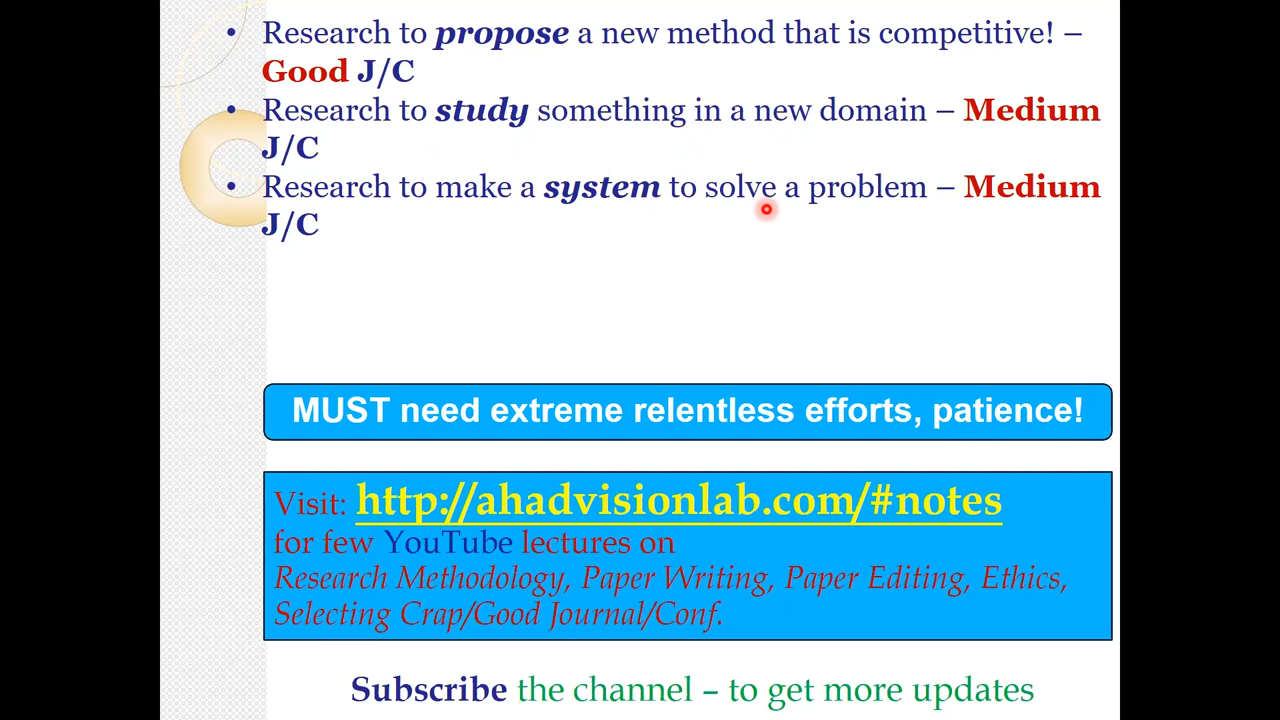 • Research to propose a new method that is competitive! –
Good J/C
• Research to study something in a new domain – Medium
J/C
• Research to make a system to solve a problem – Medium
J/C
MUST need extreme relentless efforts, patience!
Visit: http://ahadvisionlab.com/#notes
for few YouTube lectures on
Research Methodology, Paper Writing, Paper Editing, Ethics,
Selecting Crap/Good Journal/Conf.
Subscribe the channel – to get more updates